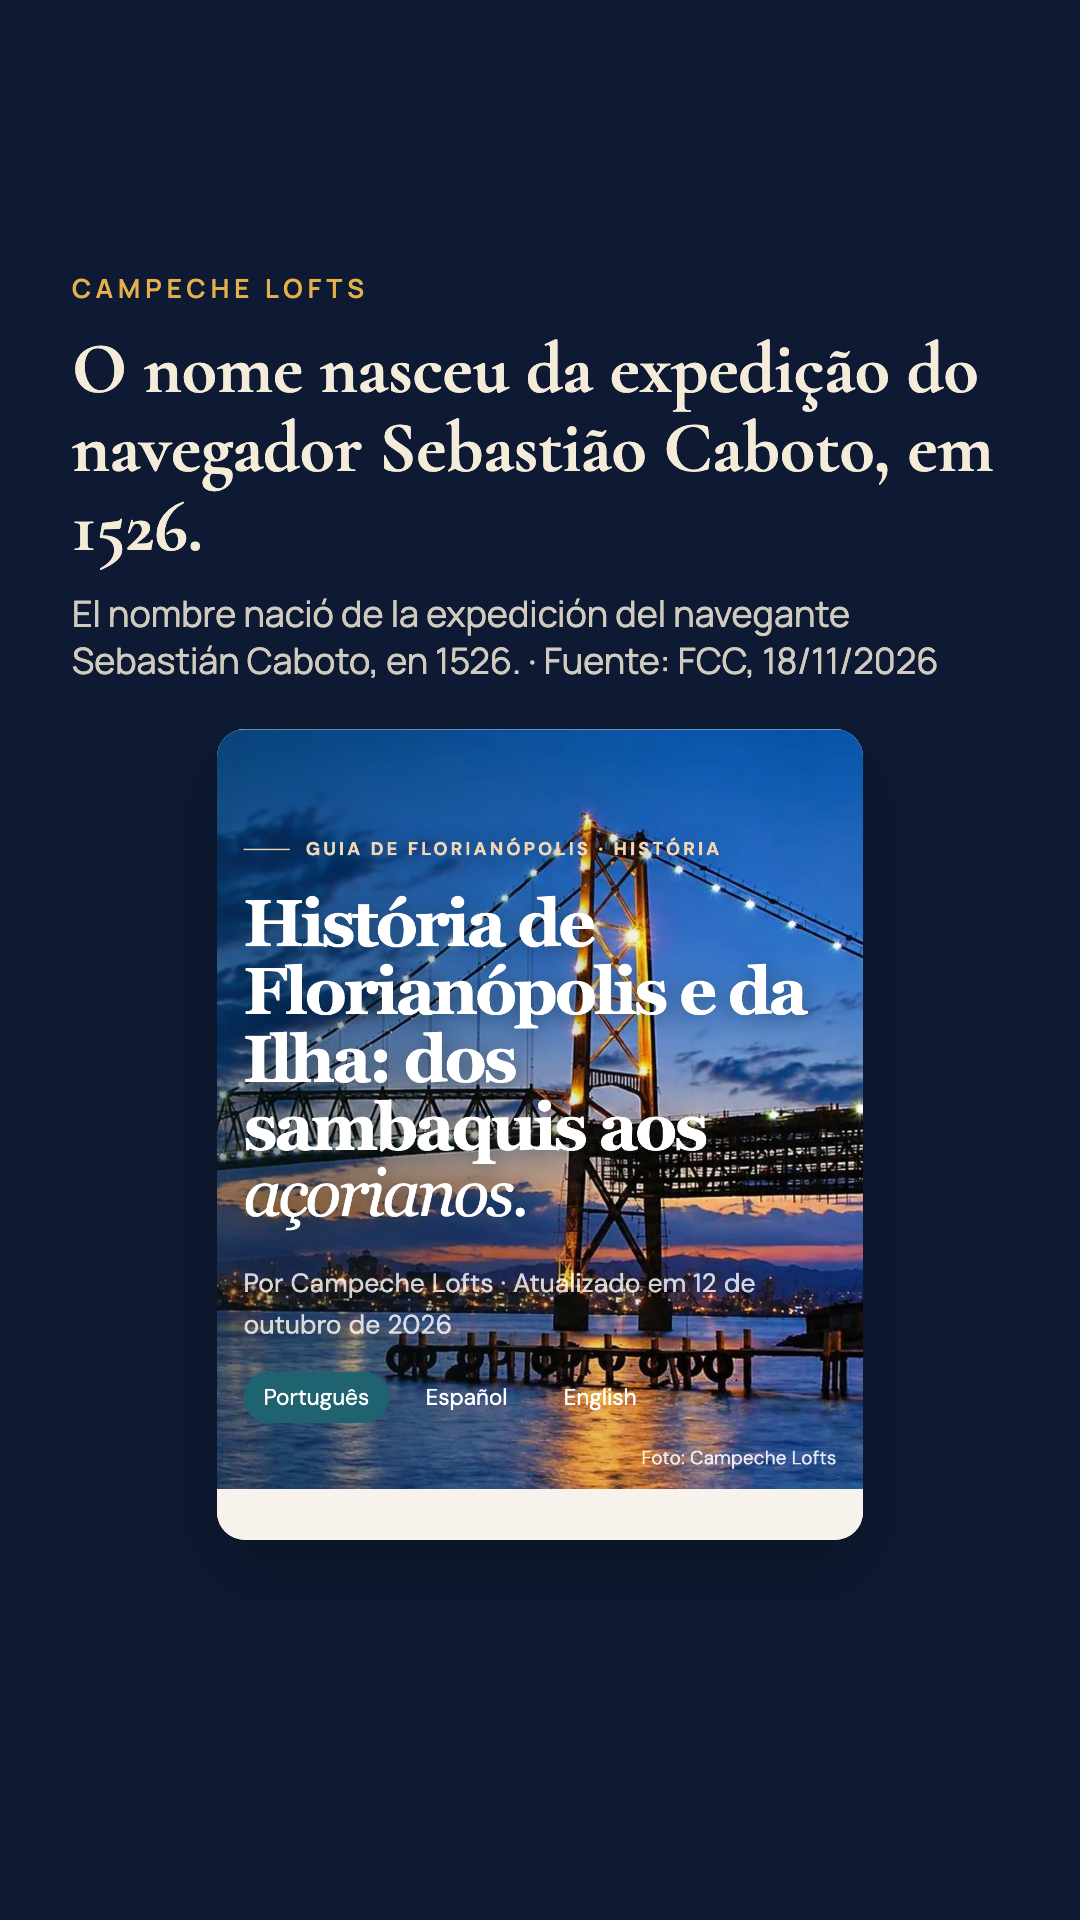 CAMPECHE LOFTS
O nome nasceu da expedição do
navegador Sebastião Caboto, em
1526.
El nombre nació de la expedición del navegante
Sebastián Caboto, en 1526. · Fuente: FCC, 18/11/2026
GUIA DE FLORIANÓPOLIS · HISTÓRIA
História de
Florianópolis e da
Ilha: dos
sambaquis aos
açorianos.
Por Campeche Lofts · Atualizado em 12 de
outubro de 2026
Português Español English
Foto: Campeche Lofts